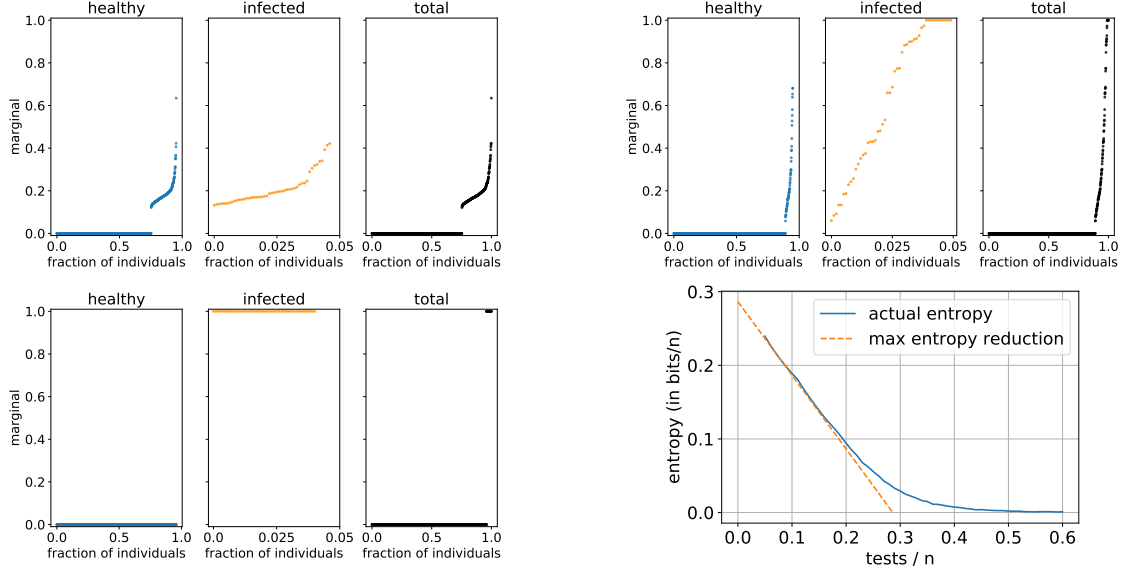 healthy infected total
1.0
0.8
0.6
0.4
0.2
0.0
marginal
0.0 0.5 1.0 0.00 0.025 0.05 0.0 0.5 1.0
fraction of individuals fraction of individuals fraction of individuals
healthy infected total
1.0
0.8
0.6
0.4
0.2
0.0
marginal
0.0 0.5 1.0 0.00 0.025 0.05 0.0 0.5 1.0
fraction of individuals fraction of individuals fraction of individuals
healthy infected total
1.0
0.8
0.6
0.4
0.2
0.0
marginal
0.0 0.5 1.0 0.00 0.025 0.05 0.0 0.5 1.0
fraction of individuals fraction of individuals fraction of individuals
0.3
0.2
0.1
0.0
entropy (in bits/n)
actual entropy
max entropy reduction
0.0 0.1 0.2 0.3 0.4 0.5 0.6
tests / n